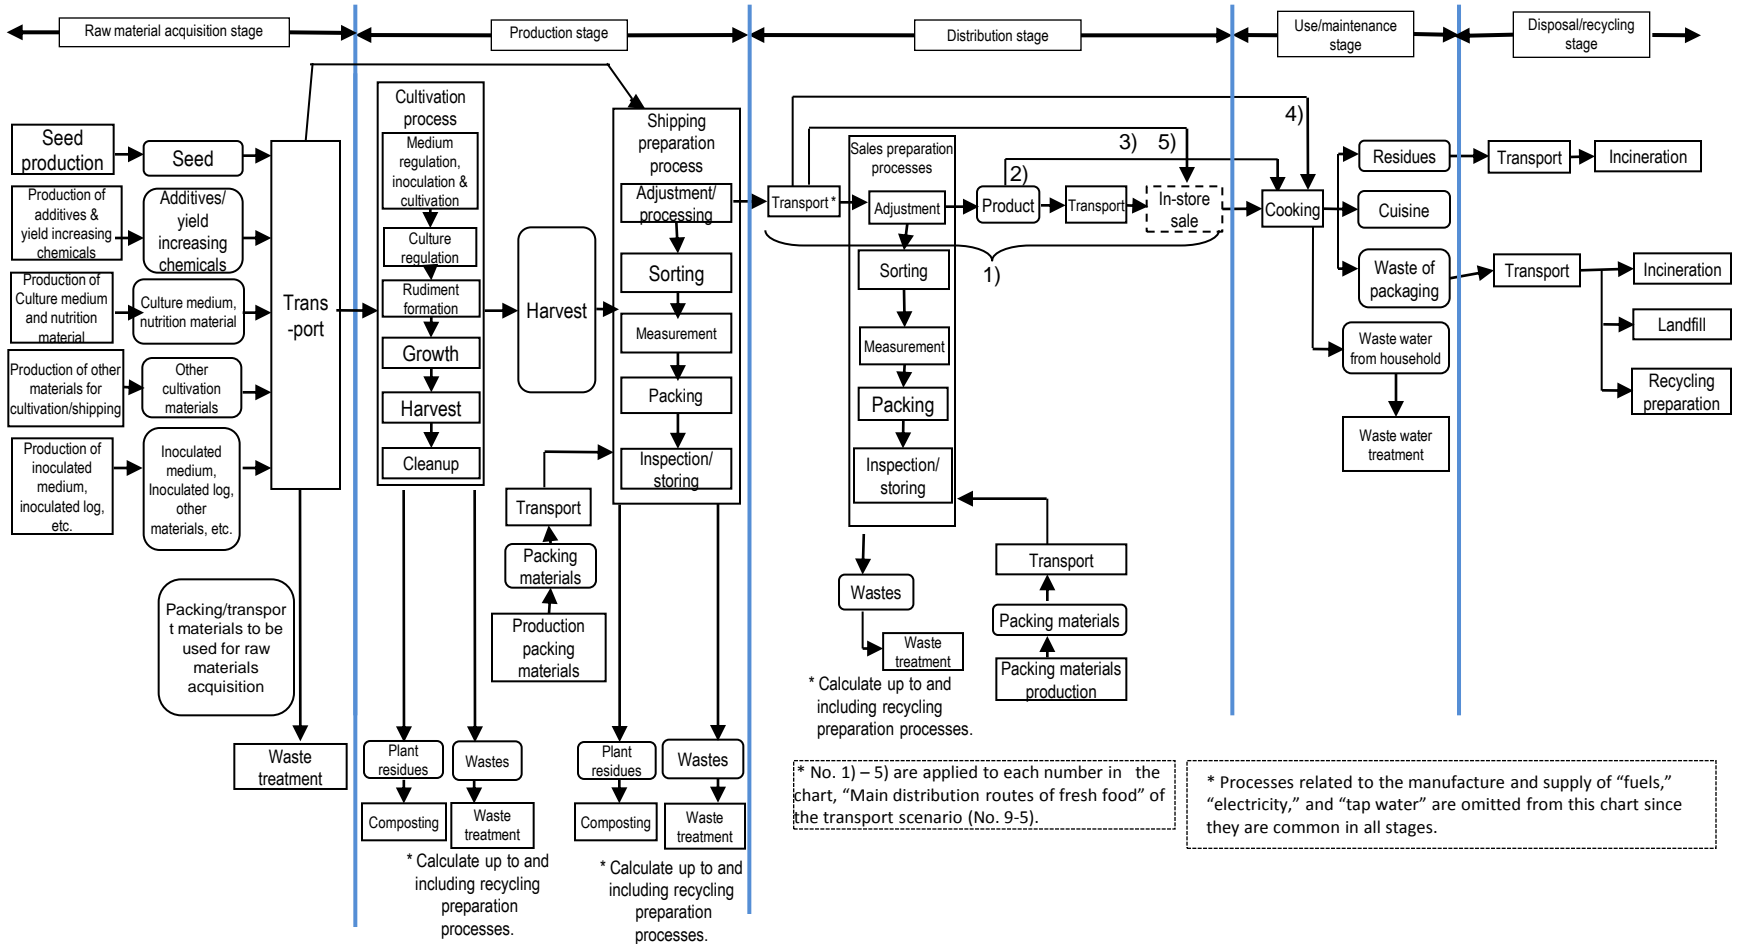 Raw material acquisition stage
Production stage
Distribution stage
Use/maintenance
stage
Disposal/recycling
stage
Seed
production
Seed
Production of
additives &
yield increasing
chemicals
Additives/
yield
increasing
chemicals
Production of
Culture medium
and nutrition
material
Culture medium,
nutrition material
Production of other
materials for
cultivation/shipping
Other
cultivation
materials
Production of
inoculated
medium,
inoculated log,
etc.
Inoculated
medium,
Inoculated log,
other
materials, etc.
Trans
-port
Packing/transpor
t materials to be
used for raw
materials
acquisition
Waste
treatment
Cultivation
process
Medium
regulation,
inoculation &
cultivation
Culture
regulation
Rudiment
formation
Growth
Harvest
Cleanup
Harvest
Transport
Packing
materials
Production
packing
materials
Plant
residues
Wastes
Composting
Waste
treatment
* Calculate up to and
including recycling
preparation
processes.
Shipping
preparation
process
Adjustment/
processing
Sorting
Measurement
Packing
Inspection/
storing
Plant
residues
Wastes
Composting
Waste
treatment
* Calculate up to and
including recycling
preparation
processes.
Transport *
Sales preparation
processes
Adjustment
Sorting
Measurement
Packing
Inspection/
storing
Product
Transport
In-store
sale
1)
2)
3)
5)
4)
Wastes
Waste
treatment
* Calculate up to and
including recycling
preparation processes.
Transport
Packing materials
Packing materials
production
Cooking
Residues
Cuisine
Waste of
packaging
Waste water
from household
Waste water
treatment
Transport
Incineration
Transport
Incineration
Landfill
Recycling
preparation
* No. 1) – 5) are applied to each number in the
chart, “Main distribution routes of fresh food” of
the transport scenario (No. 9-5).
* Processes related to the manufacture and supply of “fuels,”
“electricity,” and “tap water” are omitted from this chart since
they are common in all stages.